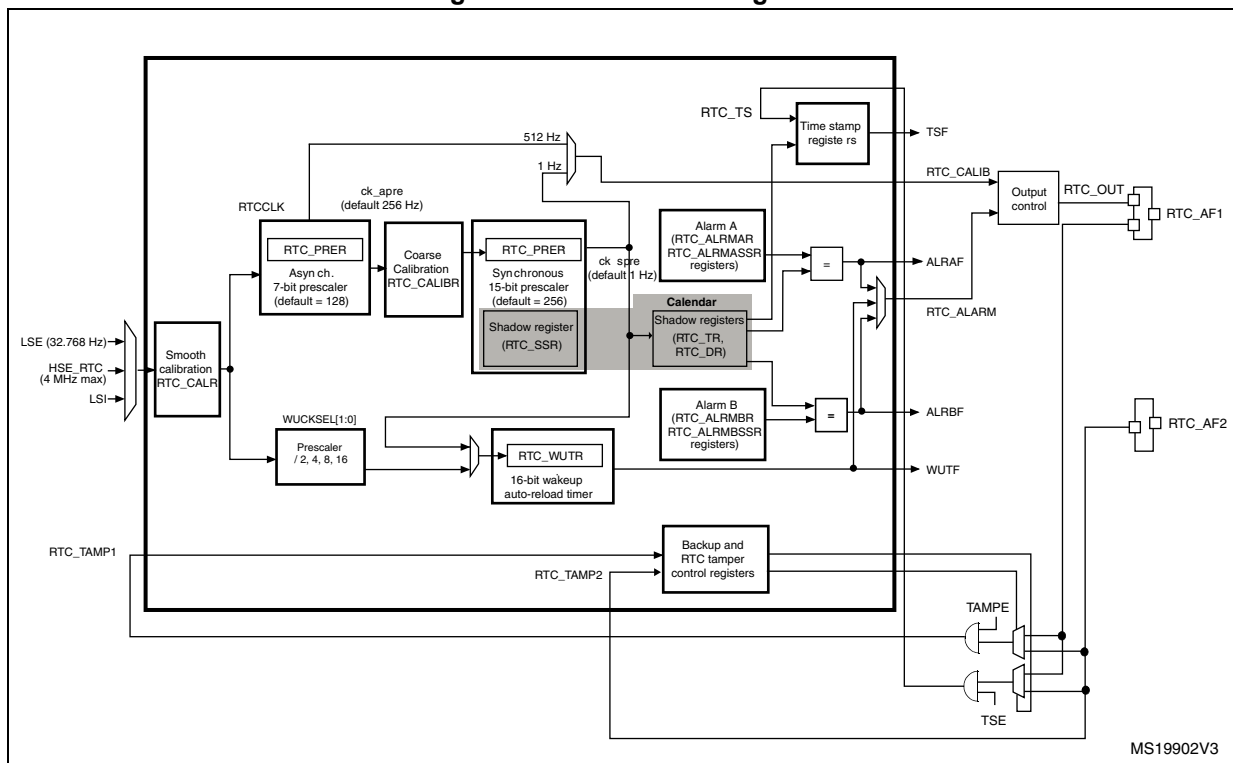 RTC_TS
Time stamp
registe rs
TSF
512 Hz
1 Hz
RTC_CALIB
Output
control
RTC_OUT
RTC_AF1
ck_apre
(default 256 Hz)
RTCCLK
RTC_PRER
Asyn ch.
7-bit prescaler
(default = 128)
Coarse
Calibration
RTC_CALIBR
RTC_PRER
Syn chronous
15-bit prescaler
(default = 256)
ck_spre
(default 1 Hz)
Alarm A
(RTC_ALRMAR
RTC_ALRMASSR
registers)
=
ALRAF
RTC_ALARM
Calendar
Shadow register
(RTC_SSR)
Shadow registers
(RTC_TR,
RTC_DR)
LSE (32.768 Hz)
HSE_RTC
(4 MHz max)
LSI
Smooth
calibration
RTC_CALR
Alarm B
(RTC_ALRMBR
RTC_ALRMBSSR
registers)
=
ALRBF
RTC_AF2
WUCKSEL[1:0]
Prescaler
/ 2, 4, 8, 16
RTC_WUTR
16-bit wakeup
auto-reload timer
WUTF
RTC_TAMP1
RTC_TAMP2
Backup and
RTC tamper
control registers
TAMPE
TSE
MS19902V3